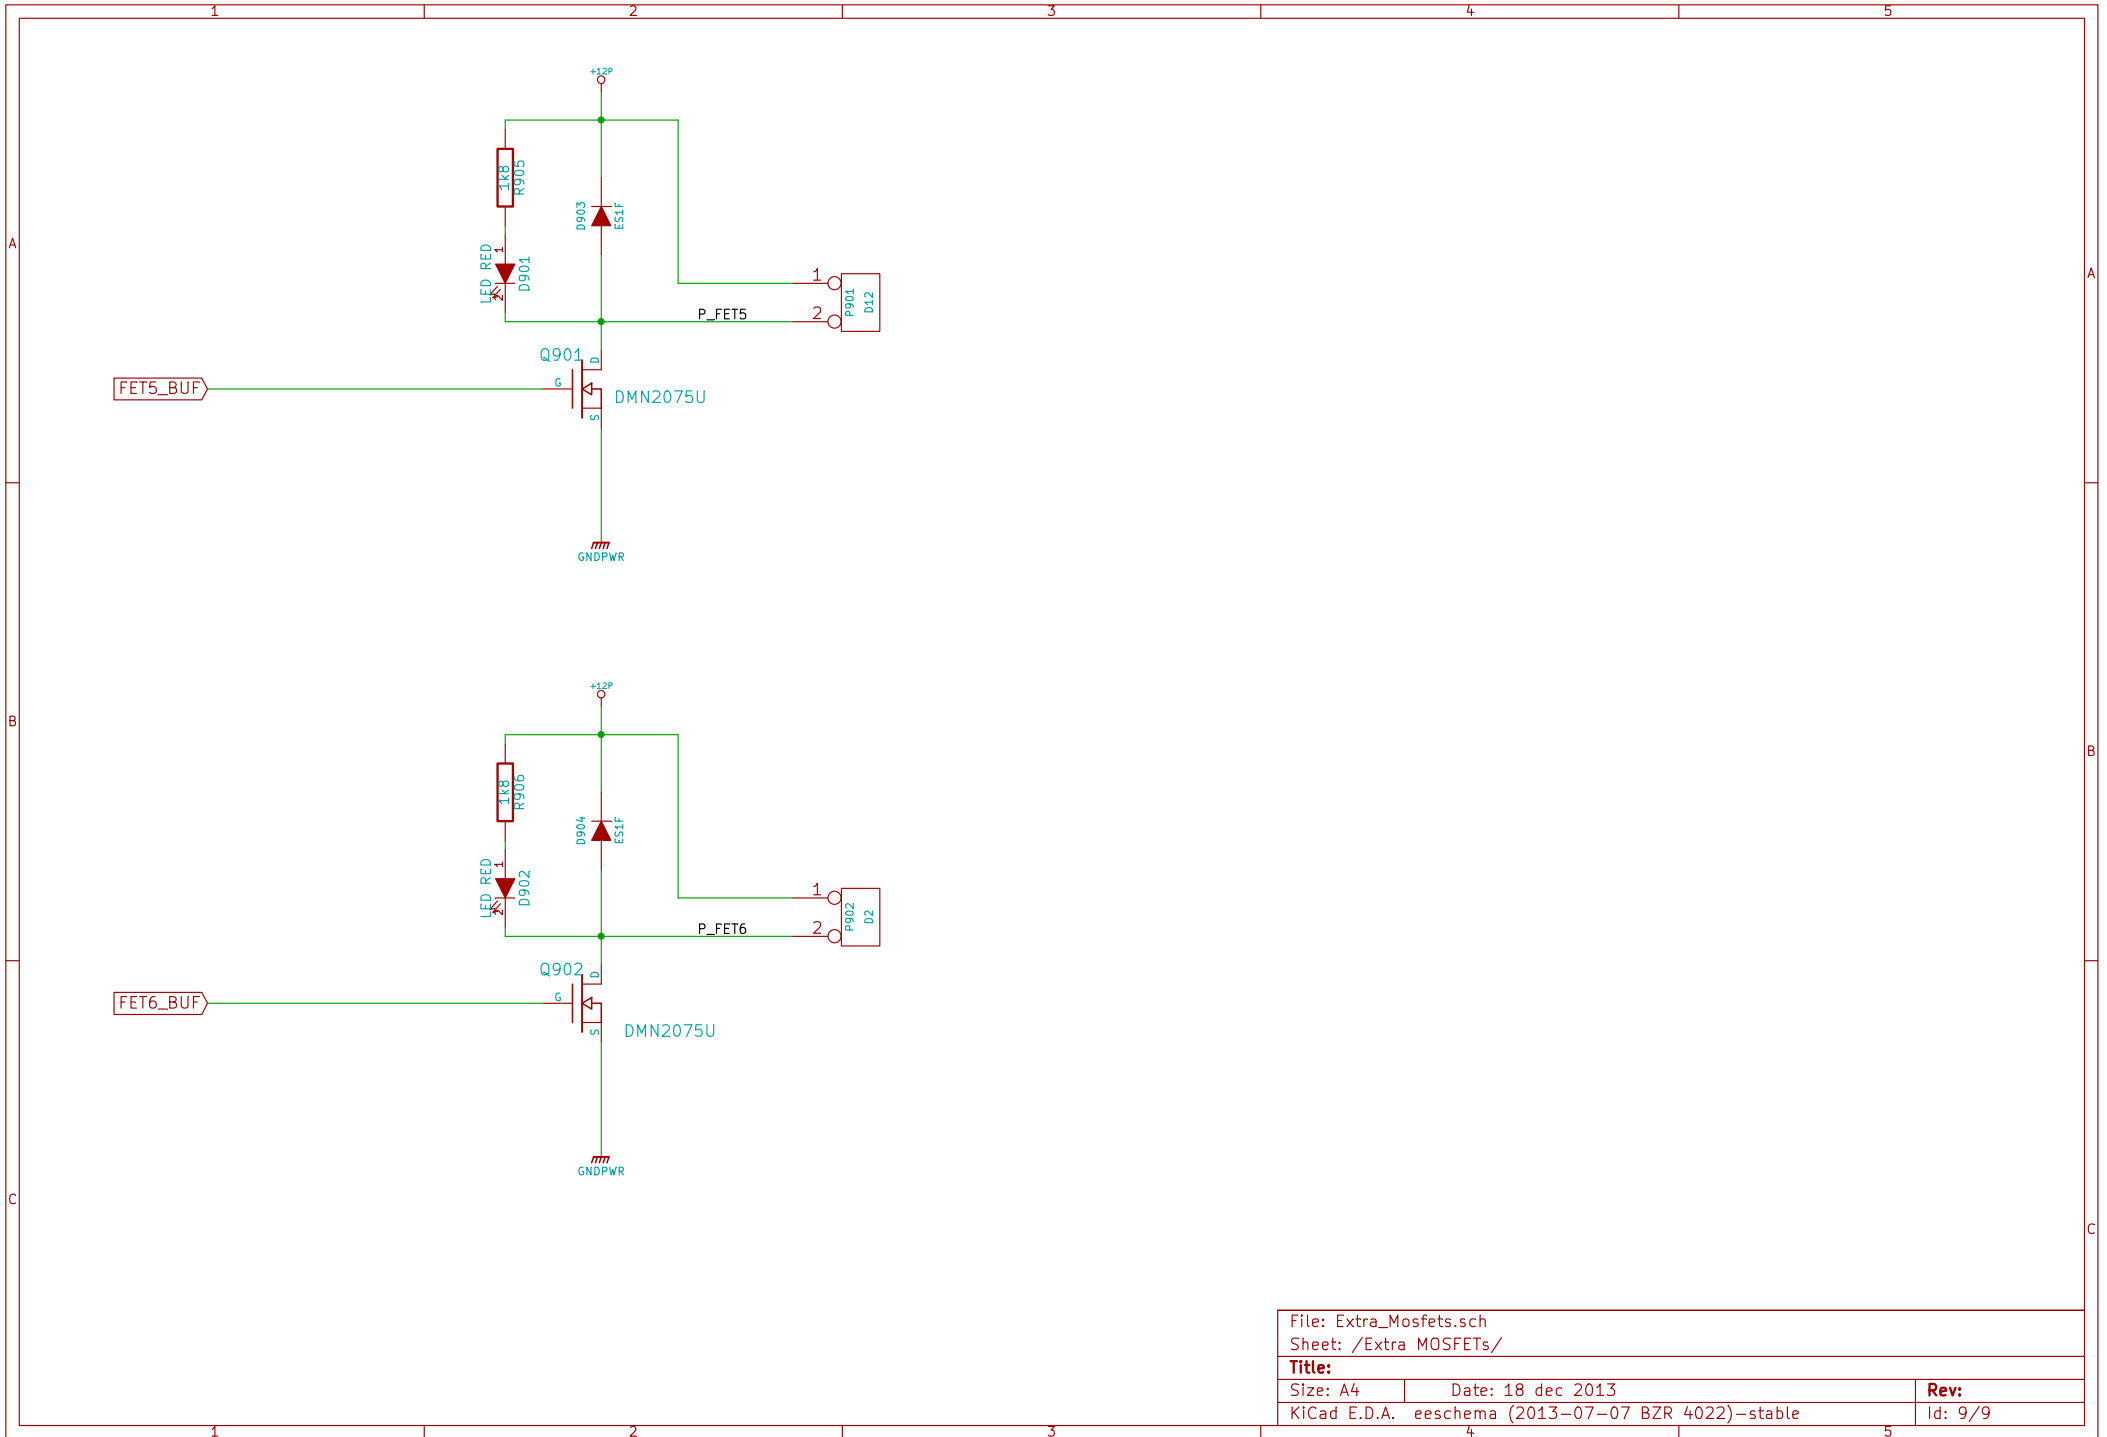 1 2 3 4 5
+12P
1k8
R905
D903
ES1F
A
LED RED
1
2
D901
1
2
P901
D12
A
P_FET5
Q901
D
G
S
FET5_BUF
DMN2075U
GNDPWR
+12P
B
B
1k8
R906
D904
ES1F
LED RED
1
2
D902
1
2
P902
D2
P_FET6
Q902
D
G
S
FET6_BUF
DMN2075U
GNDPWR
C
C
File: Extra_Mosfets.sch
Sheet: /Extra MOSFETs/
Title:
Size: A4 Date: 18 dec 2013 Rev:
KiCad E.D.A. eeschema (2013-07-07 BZR 4022)-stable Id: 9/9
1 2 3 4 5